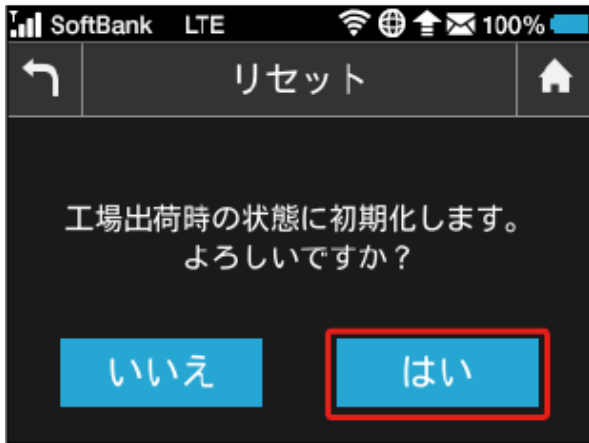 SoftBank LTE 100%
リセット
工場出荷時の状態に初期化します。
よろしいですか？
いいえ はい